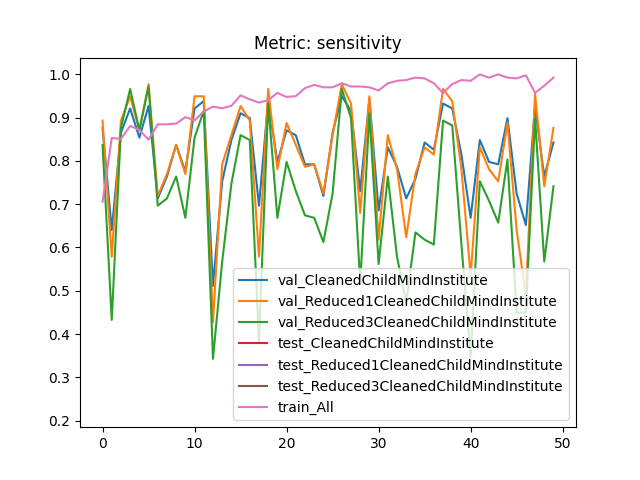 Metric: sensitivity
1.0
0.9
0.8
0.7
0.6
0.5
0.4
0.3
0.2
val_CleanedChildMindInstitute
val_Reduced1CleanedChildMindInstitute
val_Reduced3CleanedChildMindInstitute
test_CleanedChildMindInstitute
test_Reduced1CleanedChildMindInstitute
test_Reduced3CleanedChildMindInstitute
train_All
0 10 20 30 40 50